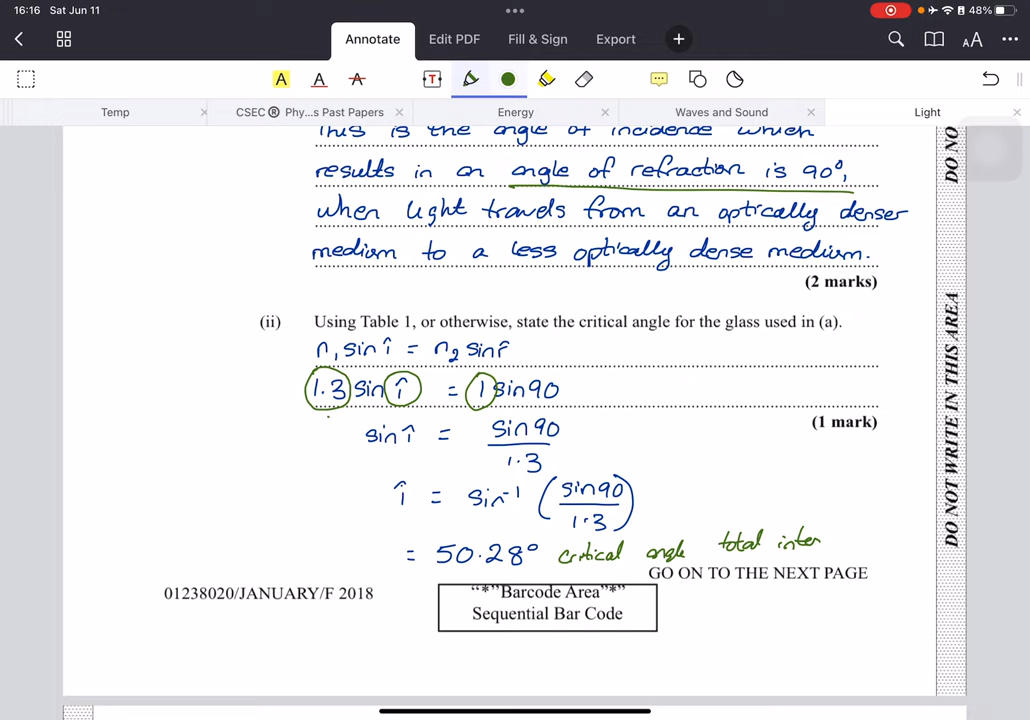 16:16 Sat Jun 11
48%
Annotate
Edit PDF
Fill & Sign
Export
AA
Temp
CSEC ® Phy...s Past Papers
Energy
Waves and Sound
Light
This is the angle of incidence which
results in an angle of refraction is 90°,
when light travels from an optically denser
medium to a less optically dense medium.
(2 marks)
(ii) Using Table 1, or otherwise, state the critical angle for the glass used in (a).
n₁ sin î = n₂ sin r̂
1.3 sin î = 1 sin 90
(1 mark)
sin î = sin 90
1.3
î = sin⁻¹ (sin 90
1.3)
= 50.28° critical angle total inter
GO ON TO THE NEXT PAGE
01238020/JANUARY/F 2018
"*"Barcode Area"*"
Sequential Bar Code
DO NO
DO NOT WRITE IN THIS AREA